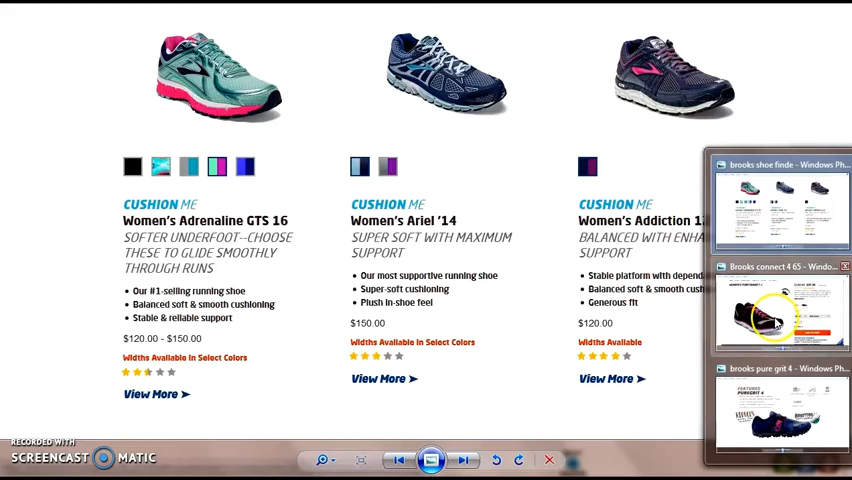 CUSHION ME
Women's Adrenaline GTS 16
SOFTER UNDERFOOT--CHOOSE
THESE TO GLIDE SMOOTHLY
THROUGH RUNS
Our #1-selling running shoe
Balanced soft & smooth cushioning
Stable & reliable support
$120.00 - $150.00
Widths Available In Select Colors
View More
CUSHION ME
Women's Ariel '14
SUPER SOFT WITH MAXIMUM
SUPPORT
Our most supportive running shoe
Super-soft cushioning
Plush in-shoe feel
$150.00
Widths Available In Select Colors
View More
CUSHION ME
Women's Addiction 12
BALANCED WITH ENHA
SUPPORT
Stable platform with depend
Balanced soft & smooth cush
Generous fit
$120.00
Widths Available
View More
brooks shoe finde - Windows Ph...
Brooks connect 4 65 - Windo...
brooks pure grit 4 - Windows Ph...
FEATURES
PUREGRIT 4
RECORDED WITH
SCREENCAST MATIC